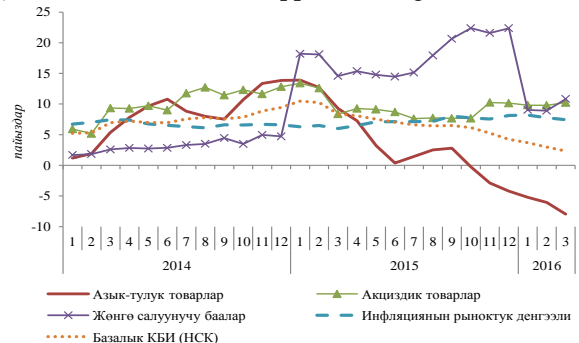 25
20
15
10
5
0
-5
-10
пайыздар
1 2 3 4 5 6 7 8 9 10 11 12 1 2 3 4 5 6 7 8 9 10 11 12 1 2 3
2014 2015 2016
Азык-тулук товарлар Акциздик товарлар
Жөнгө салуунучу баалар Инфляциянын рыноктук денгээли
Базалык КБИ (НСК)